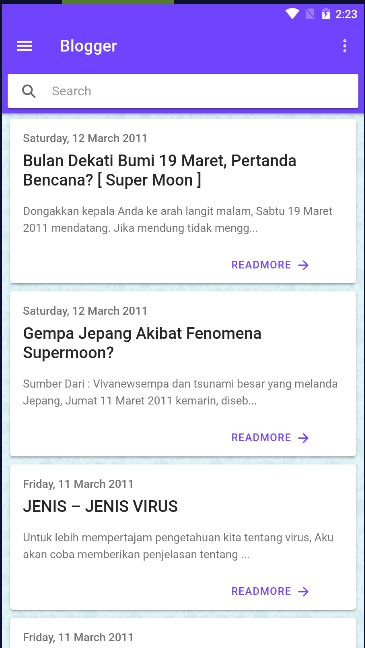 2:23
Blogger
Search
Saturday, 12 March 2011
Bulan Dekati Bumi 19 Maret, Pertanda
Bencana? [ Super Moon ]
Dongakkan kepala Anda ke arah langit malam, Sabtu 19 Maret
2011 mendatang. Jika mendung tidak mengg...
READMORE
Saturday, 12 March 2011
Gempa Jepang Akibat Fenomena
Supermoon?
Sumber Dari : Vivanewsempa dan tsunami besar yang melanda
Jepang, Jumat 11 Maret 2011 kemarin, diseb...
READMORE
Friday, 11 March 2011
JENIS – JENIS VIRUS
Untuk lebih mempertajam pengetahuan kita tentang virus, Aku
akan coba memberikan penjelasan tentang ...
READMORE
Friday, 11 March 2011